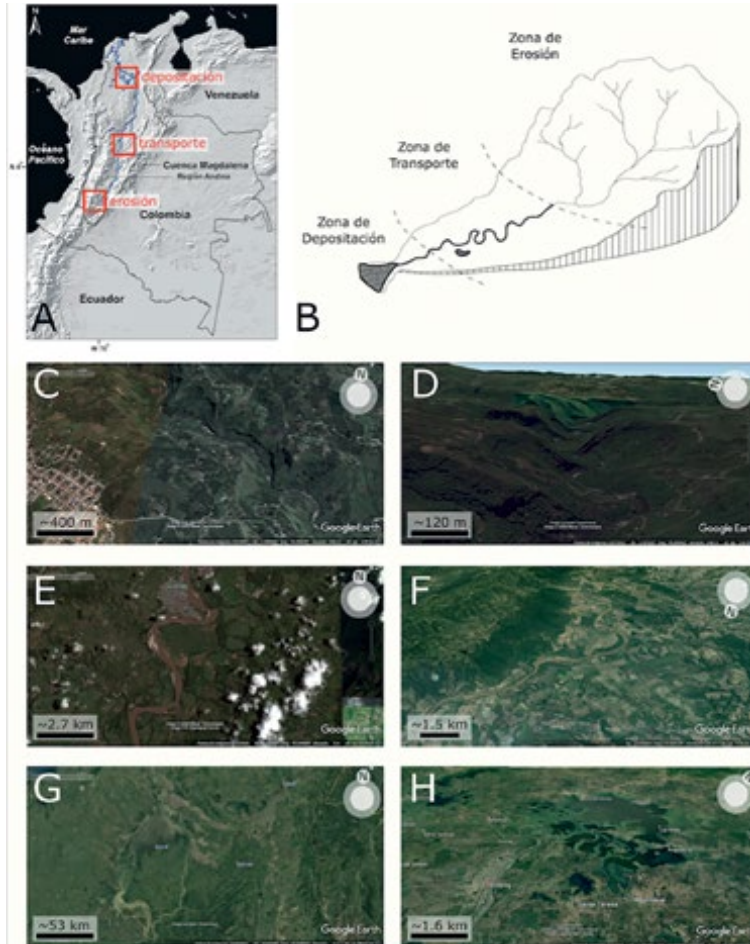 N
Mar
Caribe
depositación
Venezuela
Océano
Pacífico
transporte
Cuenca Magdalena
Región Andina
erosión
Colombia
Ecuador
A
Zona de
Erosión
Zona de
Transporte
Zona de
Depositación
B
C
N
~400 m
Google Earth
D
N
~120 m
Google Earth
E
N
~2.7 km
Google Earth
F
N
~1.5 km
Google Earth
G
N
~53 km
Google Earth
H
~1.6 km
Google Earth